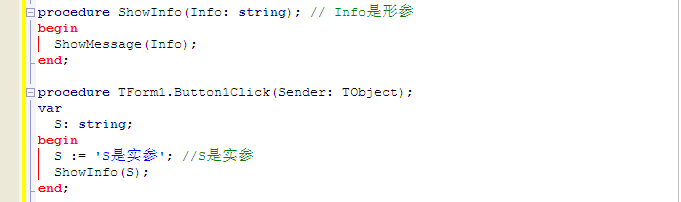 procedure ShowInfo(Info: string); // Info是形参
begin
  ShowMessage(Info);
end;
procedure TForm1.Button1Click(Sender: TObject);
var
  S: string;
begin
  S := 'S是实参'; //S是实参
  ShowInfo(S);
end;